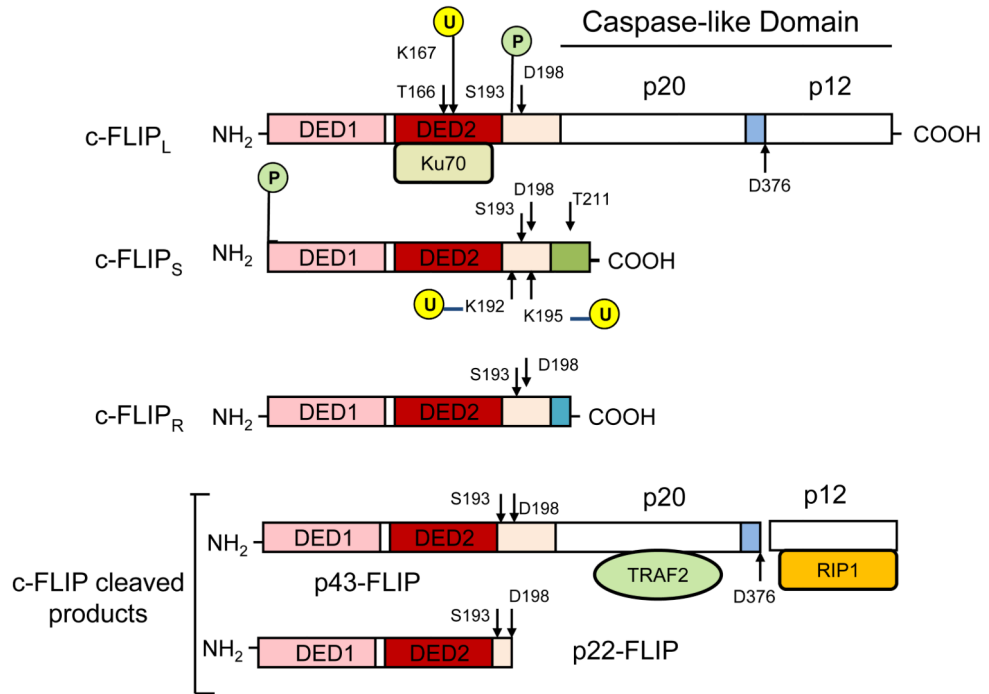 Caspase-like Domain
U
K167
P
D198
T166
S193
p20
p12
c-FLIPL
NH2
DED1
DED2
COOH
Ku70
D376
P
D198
T211
S193
c-FLIPS
NH2
DED1
DED2
COOH
U
K192
K195
U
S193
D198
c-FLIPR
NH2
DED1
DED2
COOH
S193
D198
p20
p12
NH2
DED1
DED2
c-FLIP cleaved
products
p43-FLIP
TRAF2
D376
RIP1
S193
D198
NH2
DED1
DED2
p22-FLIP